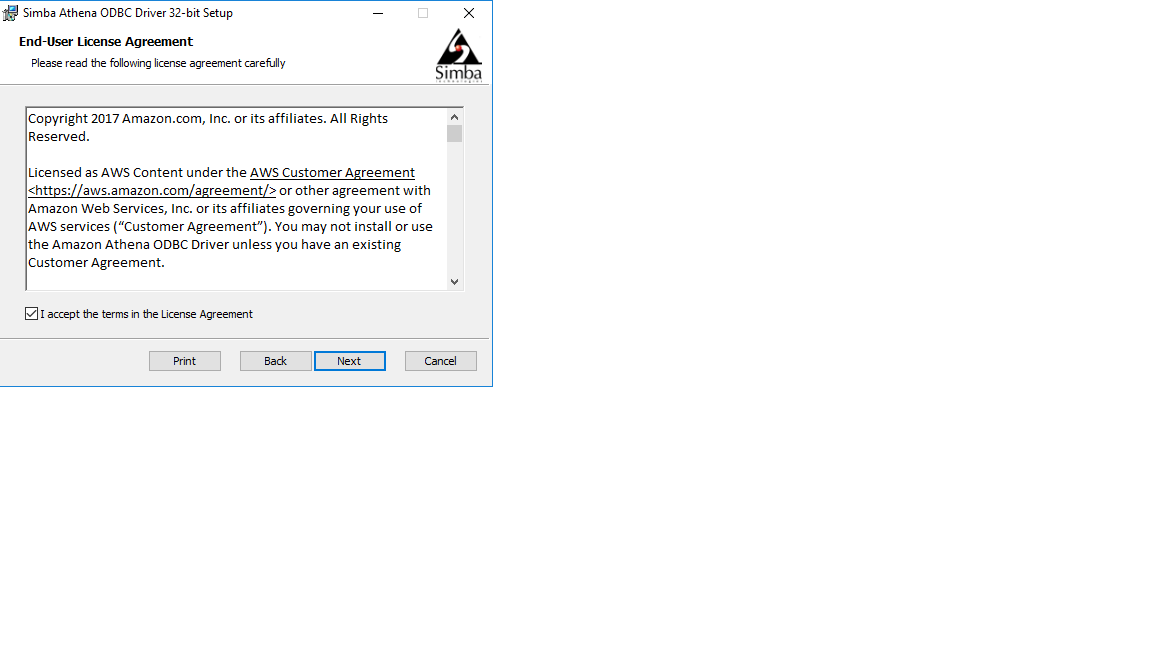 Simba Athena ODBC Driver 32-bit Setup
End-User License Agreement
Please read the following license agreement carefully
Simba
Copyright 2017 Amazon.com, Inc. or its affiliates. All Rights
Reserved.
Licensed as AWS Content under the AWS Customer Agreement
<https://aws.amazon.com/agreement/> or other agreement with
Amazon Web Services, Inc. or its affiliates governing your use of
AWS services (“Customer Agreement”). You may not install or use
the Amazon Athena ODBC Driver unless you have an existing
Customer Agreement.
I accept the terms in the License Agreement
Print
Back
Next
Cancel